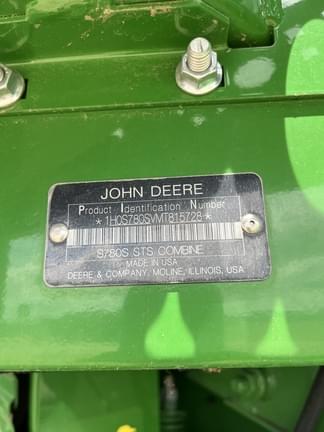 JOHN DEERE
Product Identification Number
*1H0S780SVMT815728*
S780S STS COMBINE
MADE IN USA
DEERE & COMPANY, MOLINE, ILLINOIS, USA